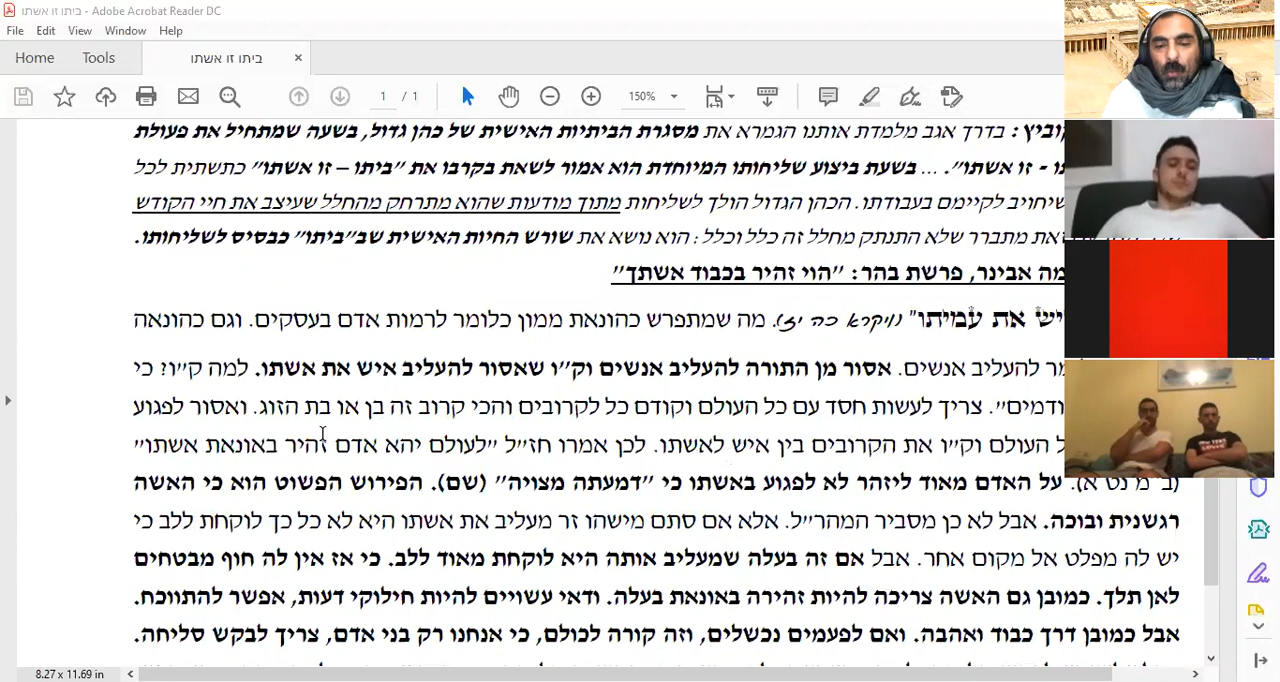 ביתו זו אשתו - Adobe Acrobat Reader DC
File Edit View Window Help
Home Tools ביתו זו אשתו ×
1 / 1 150%
בדרך אגב מלמדת אותנו הגמרא את מסגרת הביתיות האישית של כהן גדול, בשעה שמתחיל את פעולת
- זו אשתו". ... בשעת ביצוע שליחותו המיוחדת הוא אמור לשאת בקרבו את "ביתו – זו אשתו" כתשתית לכל
שיחויב לקיימם בעבודתו. הכהן הגדול הולך לשליחות מתוך מודעות שהוא מתרחק מהחלל שעיצב את חיי הקודש
מתברר שלא התנתק מחלל זה כלל וכלל: הוא נושא את שורש החיות האישית שב"ביתו" כבסיס לשליחותו.
אבינר, פרשת בהר: "הוי זהיר בכבוד אשתך"
את עמיתו" (ויקרא כה יז). מה שמתפרש כהונאת ממון כלומר לרמות אדם בעסקים. וגם כהונאה
להעליב אנשים. אסור מן התורה להעליב אנשים וק"ו שאסור להעליב איש את אשתו. למה ק"ו? כי
צריך לעשות חסד עם כל העולם וקודם כל לקרובים והכי קרוב זה בן או בת הזוג. ואסור לפגוע
העולם וק"ו את הקרובים בין איש לאשתו. לכן אמרו חז"ל "לעולם יהא אדם זהיר באונאת אשתו"
(ב"מ נט א). על האדם מאוד ליזהר לא לפגוע באשתו כי "דמעתה מצויה" (שם). הפירוש הפשוט הוא כי האשה
רגשנית ובוכה. אבל לא כן מסביר המהר"ל. אלא אם סתם מישהו זר מעליב את אשתו היא לא כל כך לוקחת ללב כי
יש לה מפלט אל מקום אחר. אבל אם זה בעלה שמעליב אותה היא לוקחת מאוד ללב. כי אז אין לה חוף מבטחים
לאן תלך. כמובן גם האשה צריכה להיות זהירה באונאת בעלה. ודאי עשויים להיות חילוקי דעות, אפשר להתווכח.
אבל כמובן דרך כבוד ואהבה. ואם לפעמים נכשלים, וזה קורה לכולם, כי אנחנו רק בני אדם, צריך לבקש סליחה.
8.27 x 11.69 in